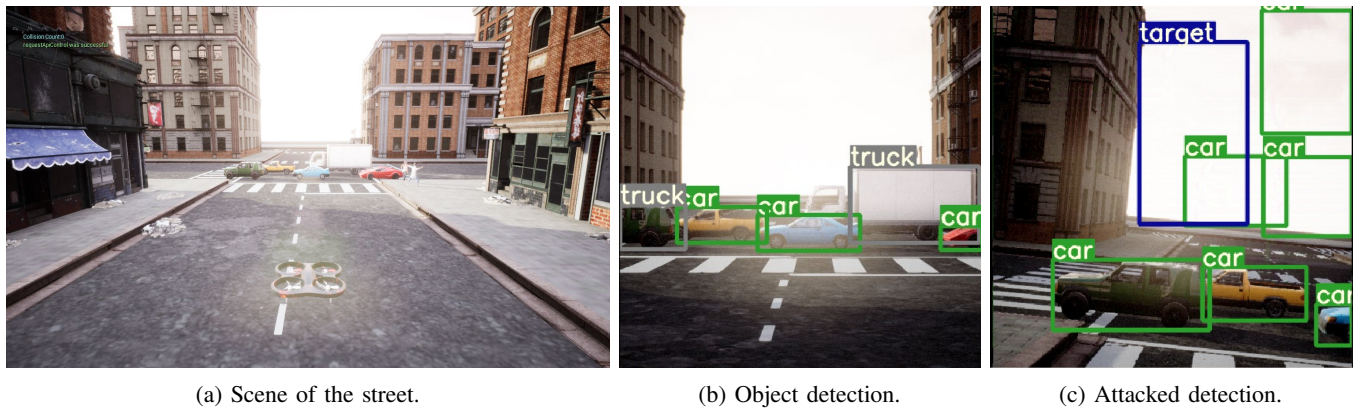 Collision Count:0
requestApiControl was successful
truck
truck
car
car
car
target
car
car
car
car
car
car
(a) Scene of the street.
(b) Object detection.
(c) Attacked detection.